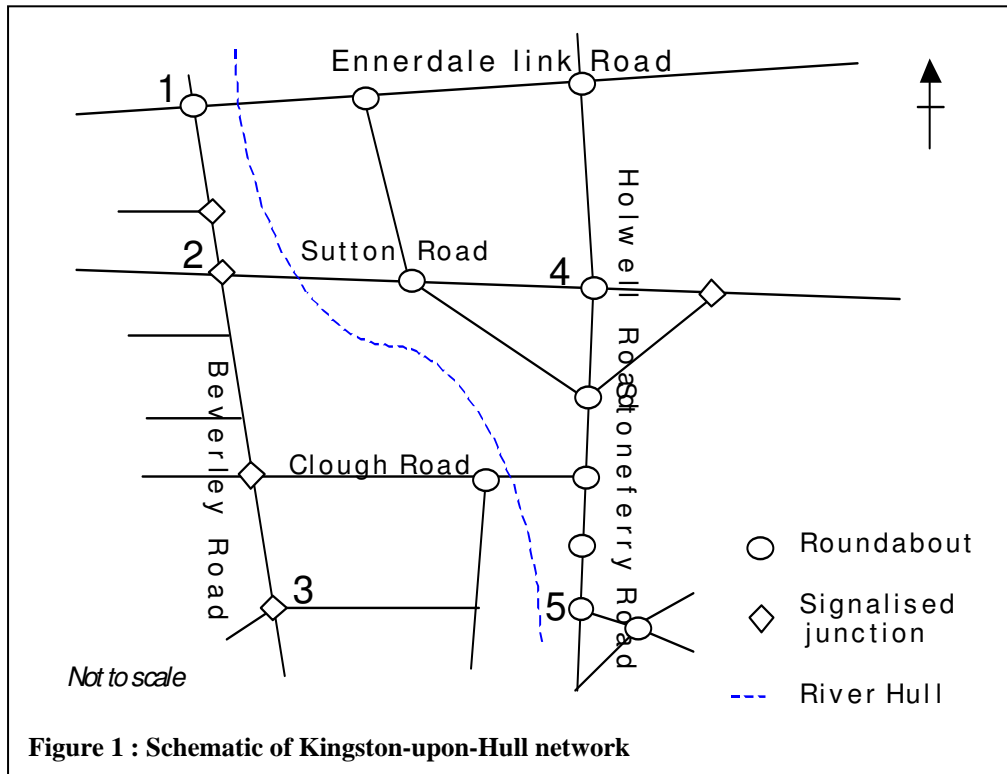 Ennerdale link Road
1
Holwell Road
2
Sutton Road
4
Beverley Road
Stoneferry Road
Clough Road
3
5
Roundabout
Signalised
junction
River Hull
Not to scale
Figure 1 : Schematic of Kingston-upon-Hull network